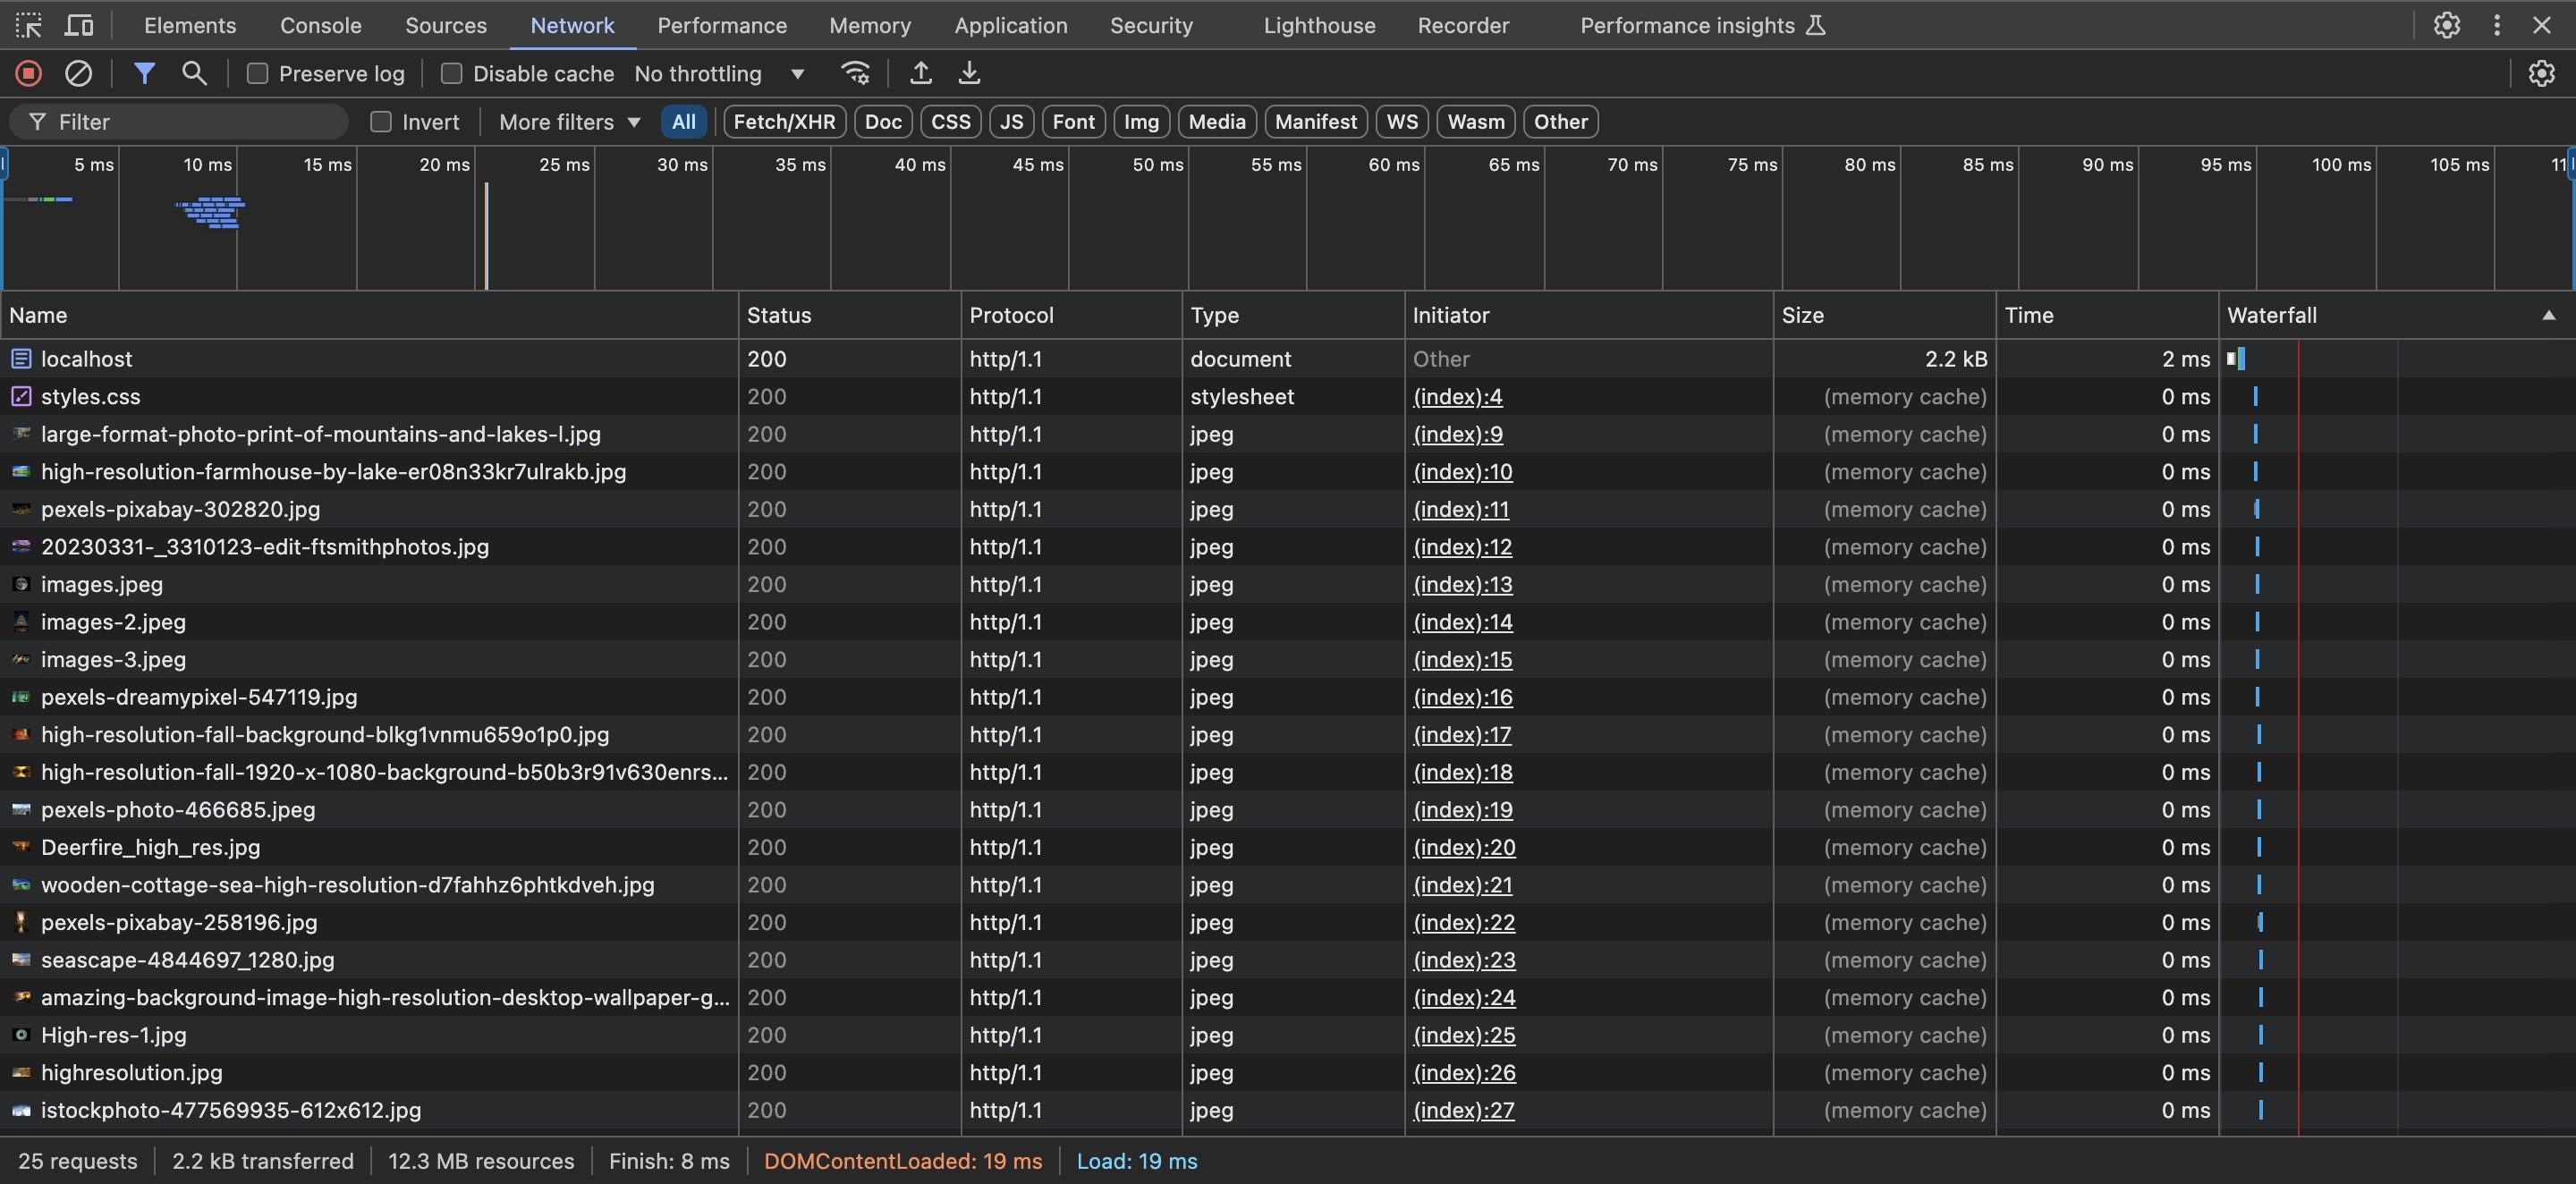 Elements Console Sources Network Performance Memory Application Security Lighthouse Recorder Performance insights
Preserve log Disable cache No throttling
Filter Invert More filters All Fetch/XHR Doc CSS JS Font Img Media Manifest WS Wasm Other
5 ms 10 ms 15 ms 20 ms 25 ms 30 ms 35 ms 40 ms 45 ms 50 ms 55 ms 60 ms 65 ms 70 ms 75 ms 80 ms 85 ms 90 ms 95 ms 100 ms 105 ms 11
Name Status Protocol Type Initiator Size Time Waterfall
localhost 200 http/1.1 document Other 2.2 kB 2 ms
styles.css 200 http/1.1 stylesheet (index):4 (memory cache) 0 ms
large-format-photo-print-of-mountains-and-lakes-l.jpg 200 http/1.1 jpeg (index):9 (memory cache) 0 ms
high-resolution-farmhouse-by-lake-er08n33kr7ulrakb.jpg 200 http/1.1 jpeg (index):10 (memory cache) 0 ms
pexels-pixabay-302820.jpg 200 http/1.1 jpeg (index):11 (memory cache) 0 ms
20230331-_3310123-edit-ftsmithphotos.jpg 200 http/1.1 jpeg (index):12 (memory cache) 0 ms
images.jpeg 200 http/1.1 jpeg (index):13 (memory cache) 0 ms
images-2.jpeg 200 http/1.1 jpeg (index):14 (memory cache) 0 ms
images-3.jpeg 200 http/1.1 jpeg (index):15 (memory cache) 0 ms
pexels-dreamypixel-547119.jpg 200 http/1.1 jpeg (index):16 (memory cache) 0 ms
high-resolution-fall-background-blkg1vnmu659o1p0.jpg 200 http/1.1 jpeg (index):17 (memory cache) 0 ms
high-resolution-fall-1920-x-1080-background-b50b3r91v630enrs... 200 http/1.1 jpeg (index):18 (memory cache) 0 ms
pexels-photo-466685.jpeg 200 http/1.1 jpeg (index):19 (memory cache) 0 ms
Deerfire_high_res.jpg 200 http/1.1 jpeg (index):20 (memory cache) 0 ms
wooden-cottage-sea-high-resolution-d7fahhz6phtkdveh.jpg 200 http/1.1 jpeg (index):21 (memory cache) 0 ms
pexels-pixabay-258196.jpg 200 http/1.1 jpeg (index):22 (memory cache) 0 ms
seascape-4844697_1280.jpg 200 http/1.1 jpeg (index):23 (memory cache) 0 ms
amazing-background-image-high-resolution-desktop-wallpaper-g... 200 http/1.1 jpeg (index):24 (memory cache) 0 ms
High-res-1.jpg 200 http/1.1 jpeg (index):25 (memory cache) 0 ms
highresolution.jpg 200 http/1.1 jpeg (index):26 (memory cache) 0 ms
istockphoto-477569935-612x612.jpg 200 http/1.1 jpeg (index):27 (memory cache) 0 ms
25 requests 2.2 kB transferred 12.3 MB resources Finish: 8 ms DOMContentLoaded: 19 ms Load: 19 ms